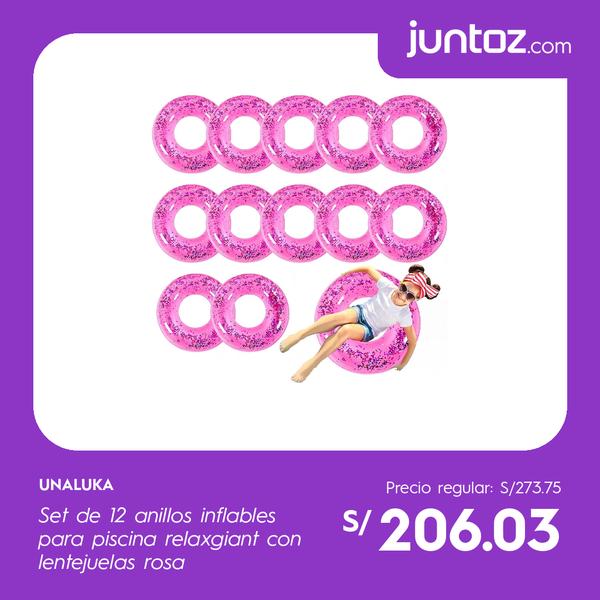 juntoz.com
UNALUKA
Set de 12 anillos inflables
para piscina relaxgiant con
lentejuelas rosa
Precio regular: S/273.75
S/ 206.03